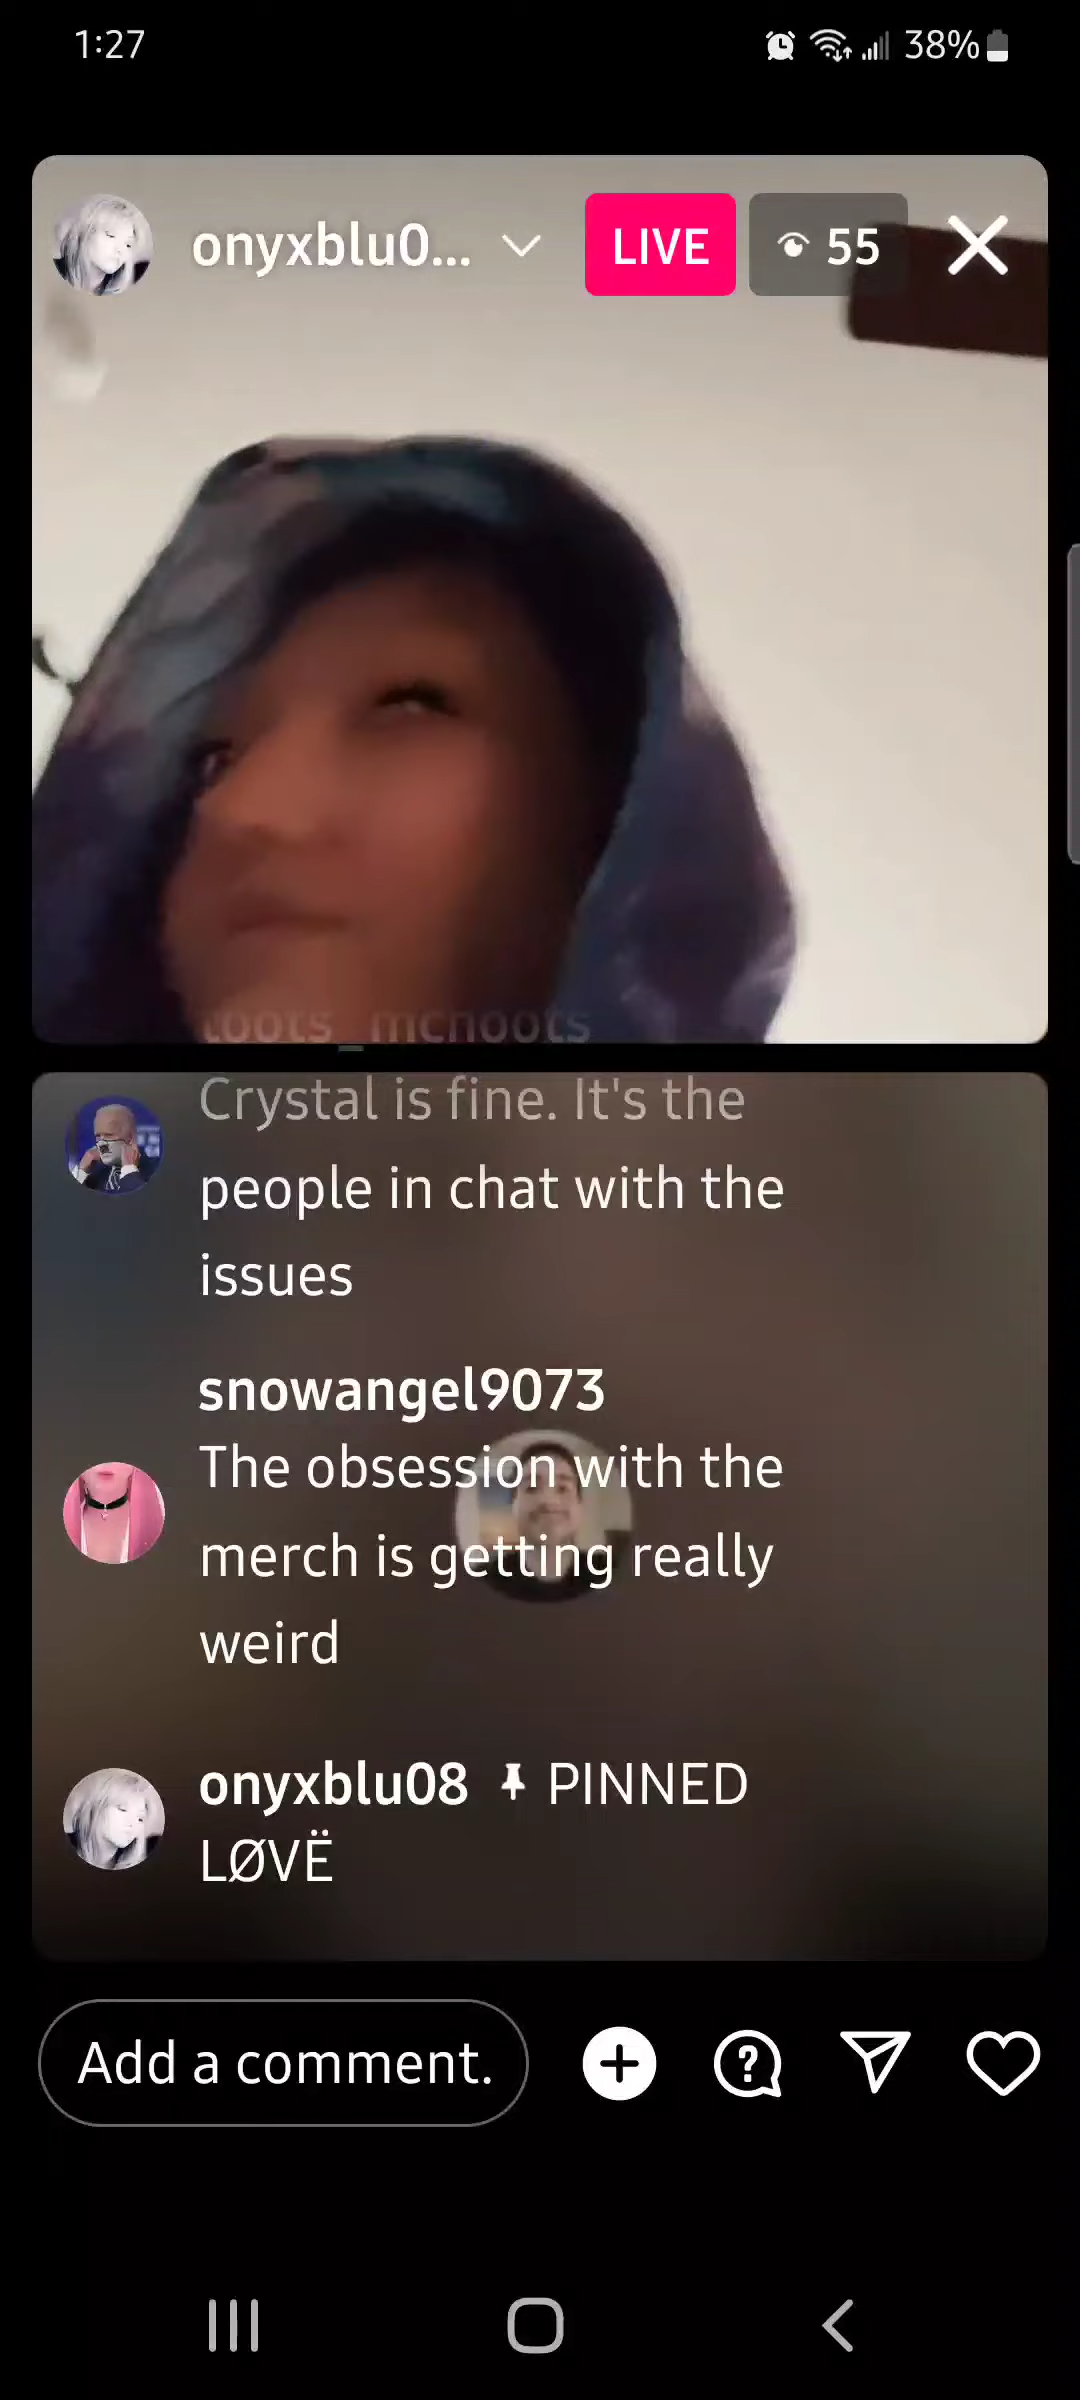 1:27
38%
onyxblu0...
LIVE
55
toots_mchoots
Crystal is fine. It's the
people in chat with the
issues
snowangel9073
The obsession with the
merch is getting really
weird
onyxblu08 PINNED
LØVË
Add a comment.